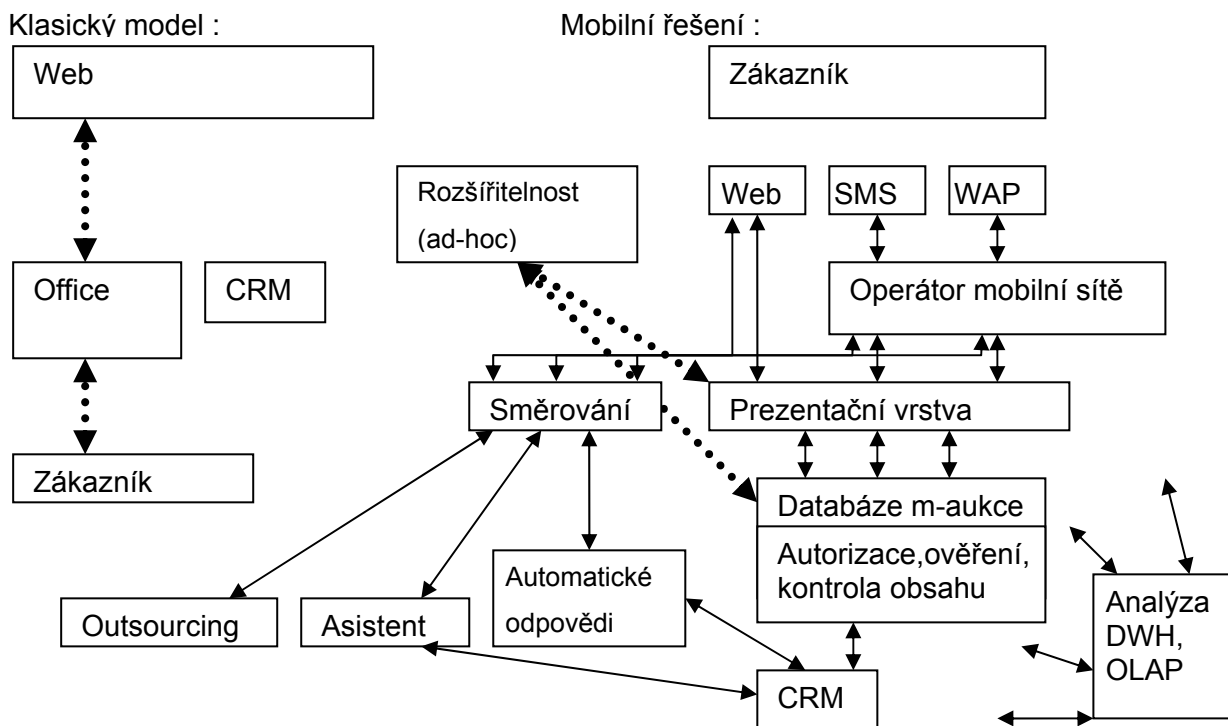 Klasický model :
Mobilní řešení :
Web
Zákazník
Rozšířitelnost
(ad-hoc)
Web
SMS
WAP
Office
CRM
Operátor mobilní sítě
Směrování
Prezentační vrstva
Zákazník
Databáze m-aukce
Autorizace,ověření,
kontrola obsahu
Automatické
odpovědi
Outsourcing
Asistent
Analýza
DWH,
OLAP
CRM